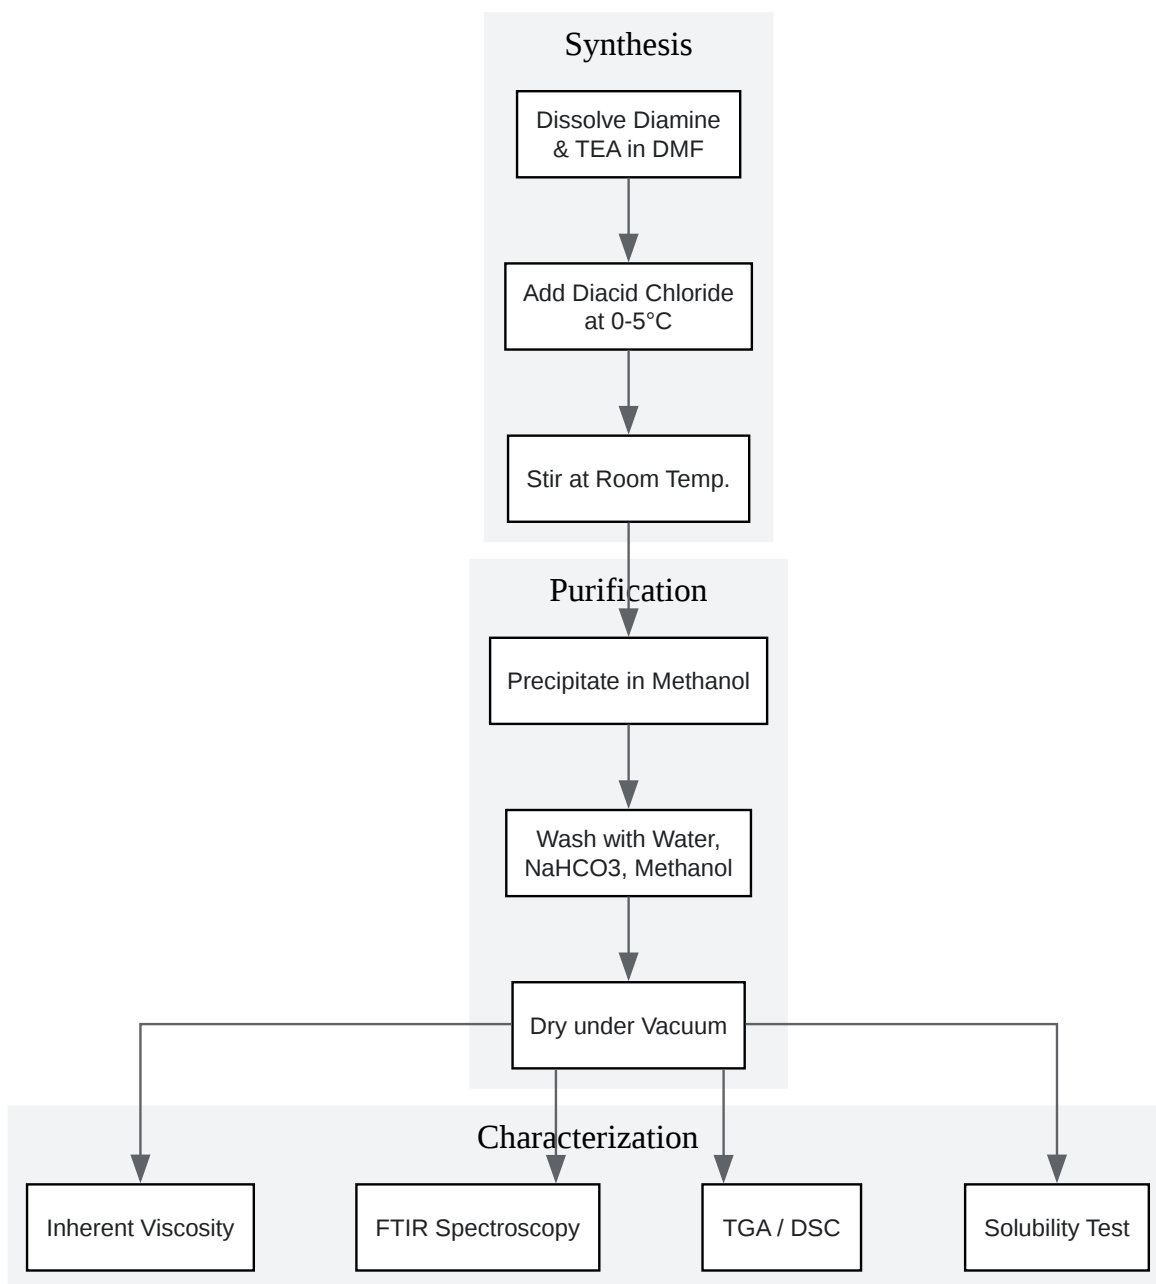 Synthesis
Dissolve Diamine
& TEA in DMF
Add Diacid Chloride
at 0-5°C
Stir at Room Temp.
Purification
Precipitate in Methanol
Wash with Water,
NaHCO3, Methanol
Dry under Vacuum
Characterization
Inherent Viscosity
FTIR Spectroscopy
TGA / DSC
Solubility Test